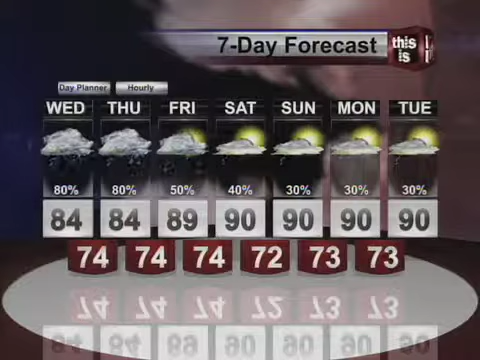 7-Day Forecast
this
is
Day Planner Hourly
WED THU FRI SAT SUN MON TUE
80% 80% 50% 40% 30% 30% 30%
84 84 89 90 90 90 90
74 74 74 72 73 73